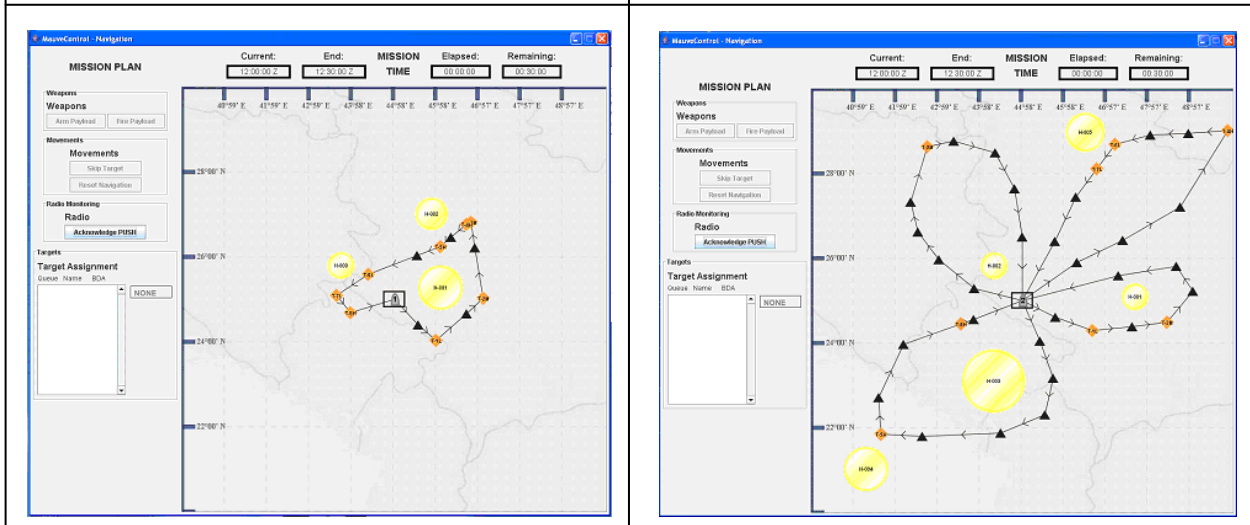 MauveControl - Navigation
MISSION PLAN
Current: End: MISSION TIME Elapsed: Remaining:
12:00:00 Z 12:30:00 Z 00:00:00 00:30:00
Weapons
Weapons
Arm Payload Fire Payload
Movements
Movements
Skip Target
Reset Navigation
Radio Monitoring
Radio
Acknowledge PUSH
Targets
Target Assignment
Queue Name BDA
NONE
40°59' E 41°59' E 42°59' E 43°58' E 44°58' E 45°58' E 46°57' E 47°57' E 48°57' E
28°00' N
26°00' N
24°00' N
22°00' N
H-002
H-001
1
MauveControl - Navigation
MISSION PLAN
Current: End: MISSION TIME Elapsed: Remaining:
12:00:00 Z 12:30:00 Z 00:00:00 00:30:00
Weapons
Weapons
Arm Payload Fire Payload
Movements
Movements
Skip Target
Reset Navigation
Radio Monitoring
Radio
Acknowledge PUSH
Targets
Target Assignment
Queue Name BDA
NONE
40°59' E 41°59' E 42°59' E 43°58' E 44°58' E 45°58' E 46°57' E 47°57' E 48°57' E
28°00' N
26°00' N
24°00' N
22°00' N
H-002
H-001
2